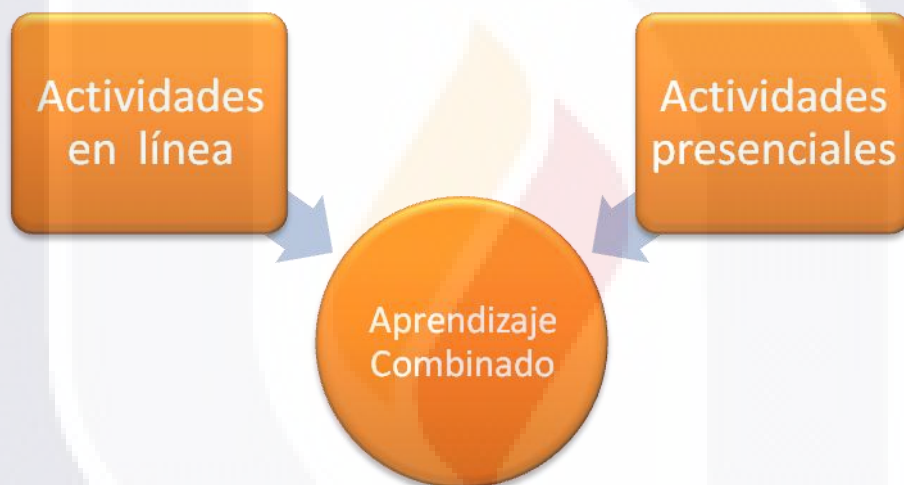 Actividades
en línea
Actividades
presenciales
Aprendizaje
Combinado